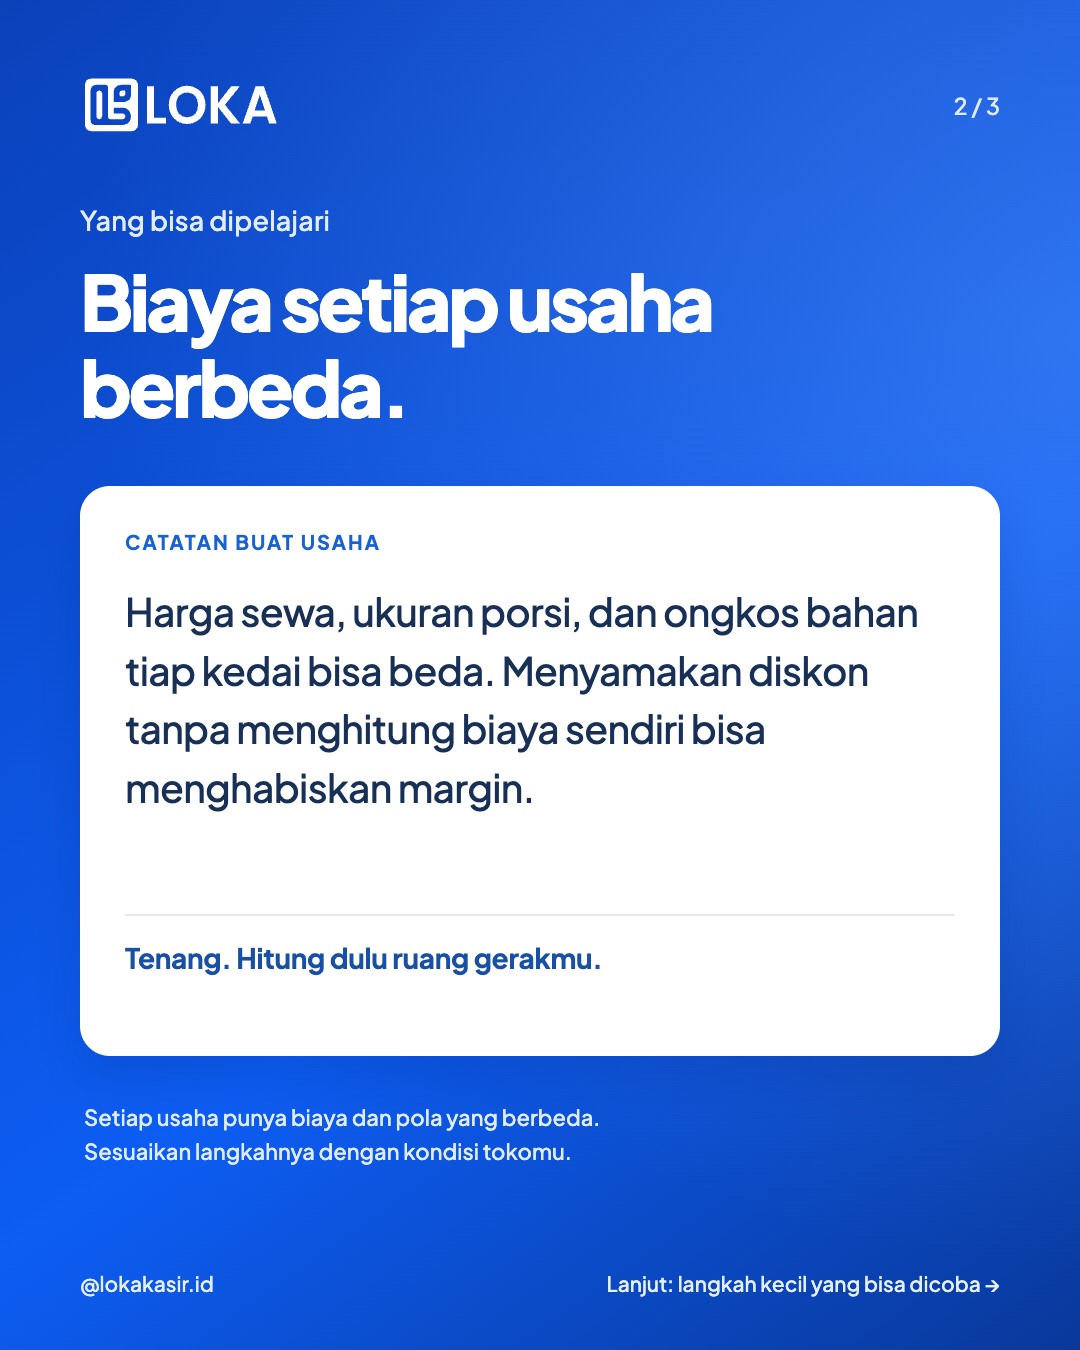 LOKA
2 / 3
Yang bisa dipelajari
Biaya setiap usaha
berbeda.
CATATAN BUAT USAHA
Harga sewa, ukuran porsi, dan ongkos bahan
tiap kedai bisa beda. Menyamakan diskon
tanpa menghitung biaya sendiri bisa
menghabiskan margin.
Tenang. Hitung dulu ruang gerakmu.
Setiap usaha punya biaya dan pola yang berbeda.
Sesuaikan langkahnya dengan kondisi tokomu.
@lokakasir.id
Lanjut: langkah kecil yang bisa dicoba →